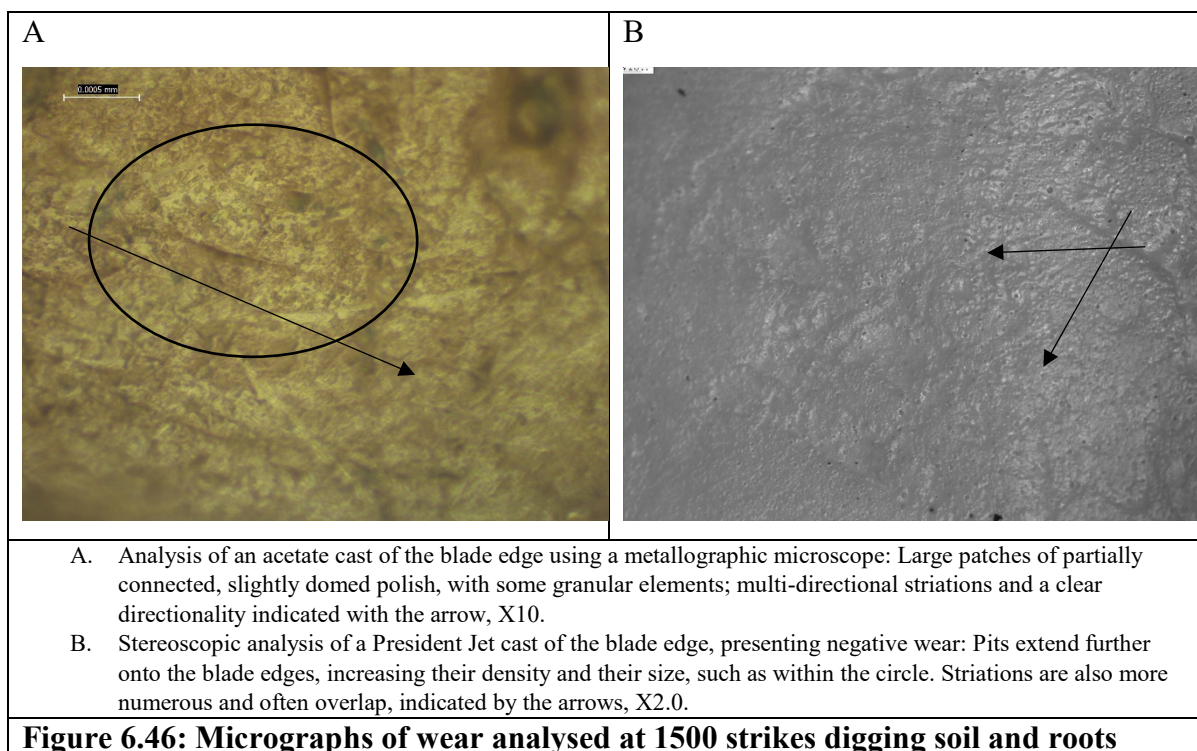 A
B
0.0005 mm
A. Analysis of an acetate cast of the blade edge using a metallographic microscope: Large patches of partially
connected, slightly domed polish, with some granular elements; multi-directional striations and a clear
directionality indicated with the arrow, X10.
B. Stereoscopic analysis of a President Jet cast of the blade edge, presenting negative wear: Pits extend further
onto the blade edges, increasing their density and their size, such as within the circle. Striations are also more
numerous and often overlap, indicated by the arrows, X2.0.
Figure 6.46: Micrographs of wear analysed at 1500 strikes digging soil and roots